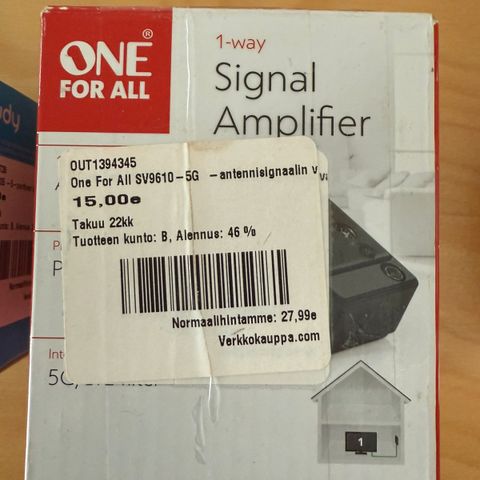 ONE
FOR ALL
®
1-way
Signal
Amplifier
OUT1394345
One For All SV9610-5G -antennisignaalin v
15,00e
Takuu 22kk
Tuotteen kunto: B, Alennus: 46 %
Normaalihintamme: 27,99e
Verkkokauppa.com
1